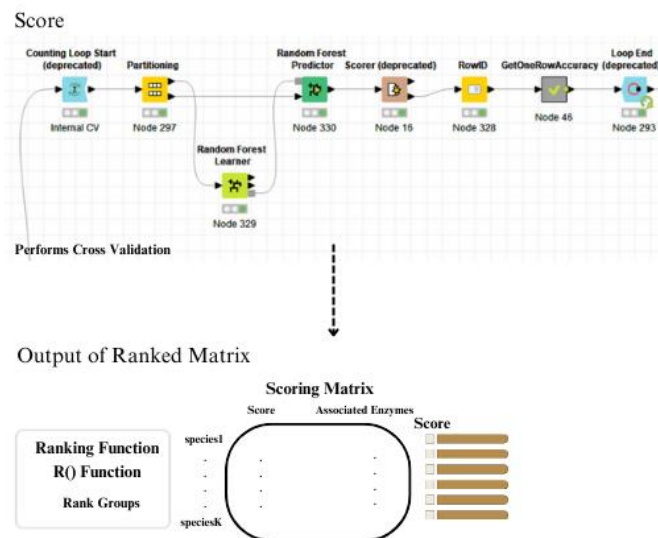 Score
Counting Loop Start
(deprecated)
Internal CV
Partitioning
Node 297
Random Forest
Learner
Node 329
Random Forest
Predictor
Node 330
Scorer (deprecated)
Node 16
RowID
Node 328
GetOneRowAccuracy
Node 46
Loop End
(deprecated)
Node 293
Performs Cross Validation
Output of Ranked Matrix
Ranking Function
R() Function
Rank Groups
Scoring Matrix
Score
Associated Enzymes
species1
speciesK
Score